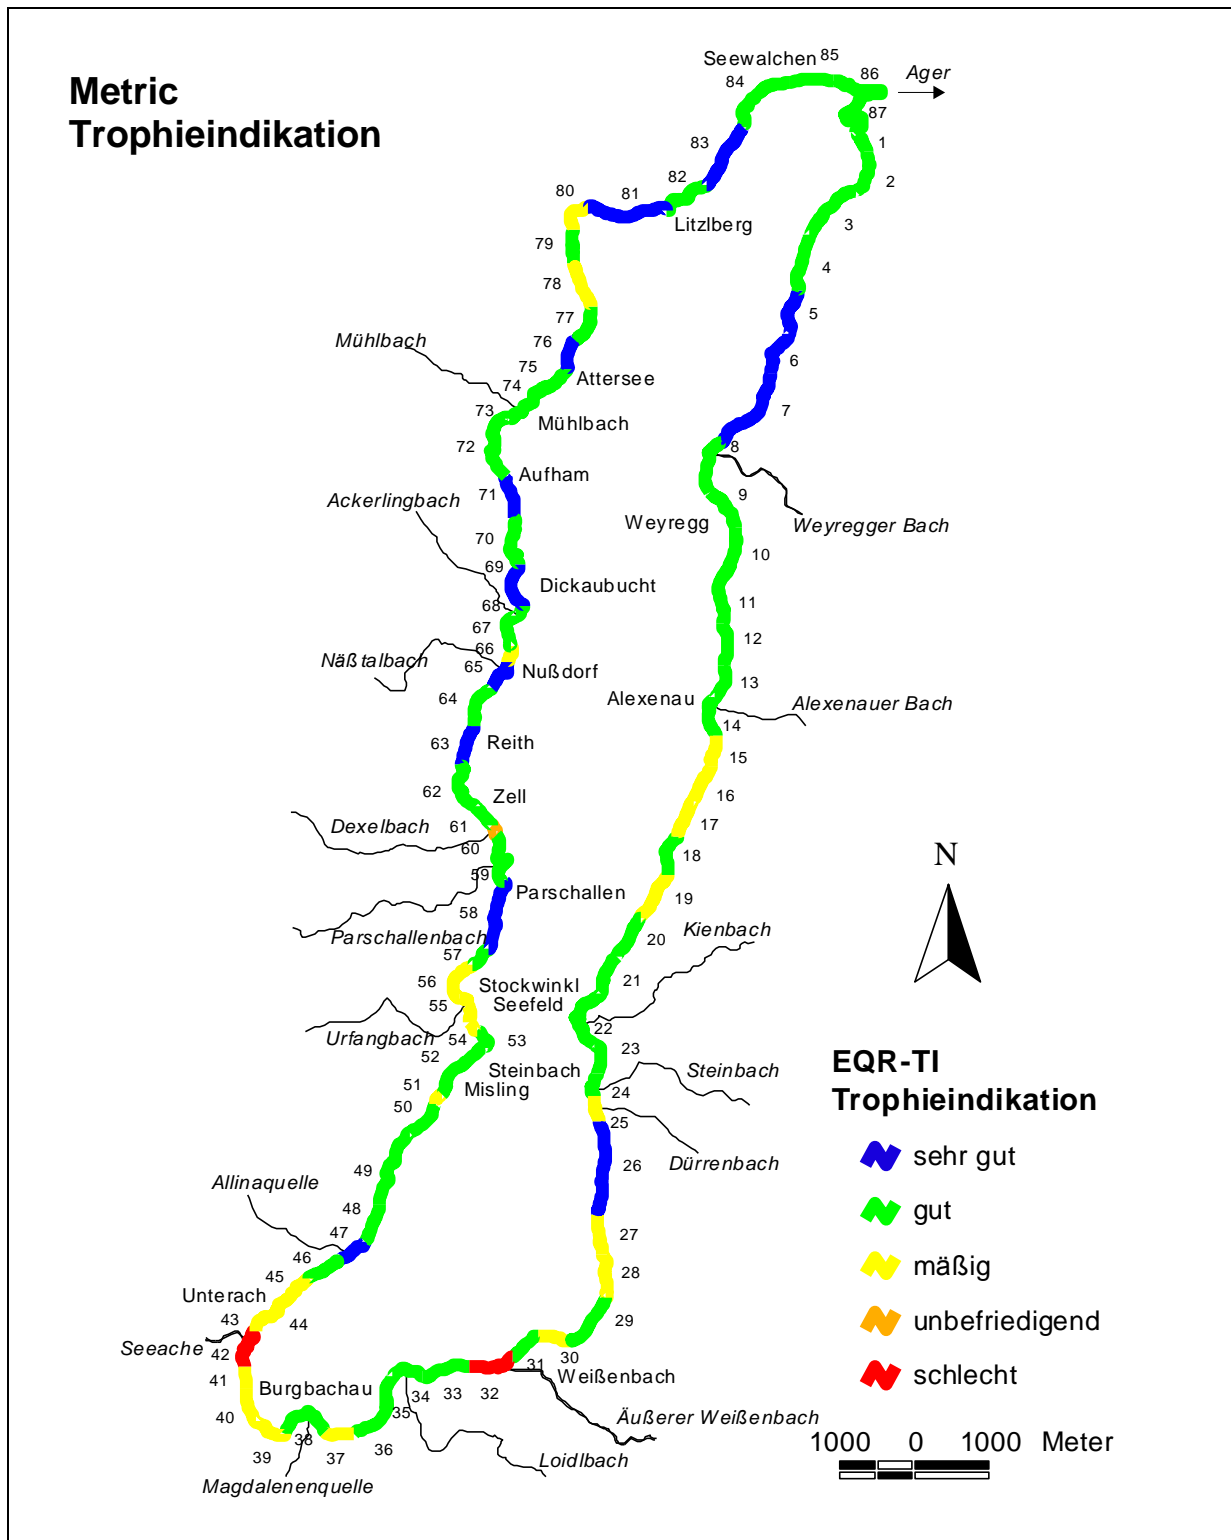 Metric
Trophieindikation
Seewalchen
85
86
Ager
84
87
83
1
82
2
80
81
3
Litzlberg
79
4
78
5
77
76
6
Mühlbach
75
Attersee
74
7
73
Mühlbach
72
8
Aufham
71
9
Ackerlingbach
Weyregg
Weyregger Bach
70
10
69
Dickaubucht
68
11
67
12
66
Näßtalbach
65
Nußdorf
13
64
Alexenau
Alexenauer Bach
14
63
Reith
15
62
Zell
16
Dexelbach
61
17
60
18
N
59
Parschallen
19
58
Kienbach
Parschallenbach
20
57
56
Stockwinkl
21
55
Seefeld
22
Urfangbach
54
53
23
52
Steinbach
Steinbach
51
Misling
24
50
25
EQR-TI
Trophieindikation
Dürrenbach
26
sehr gut
49
Allinaquelle
48
gut
47
27
46
mäßig
45
28
Unterach
43
44
29
unbefriedigend
Seeache
42
30
31
schlecht
41
Burgbachau
34
33
32
Weißenbach
40
35
Äußerer Weißenbach
38
36
39
37
1000
0
1000
Meter
Loidlbach
Magdalenenquelle